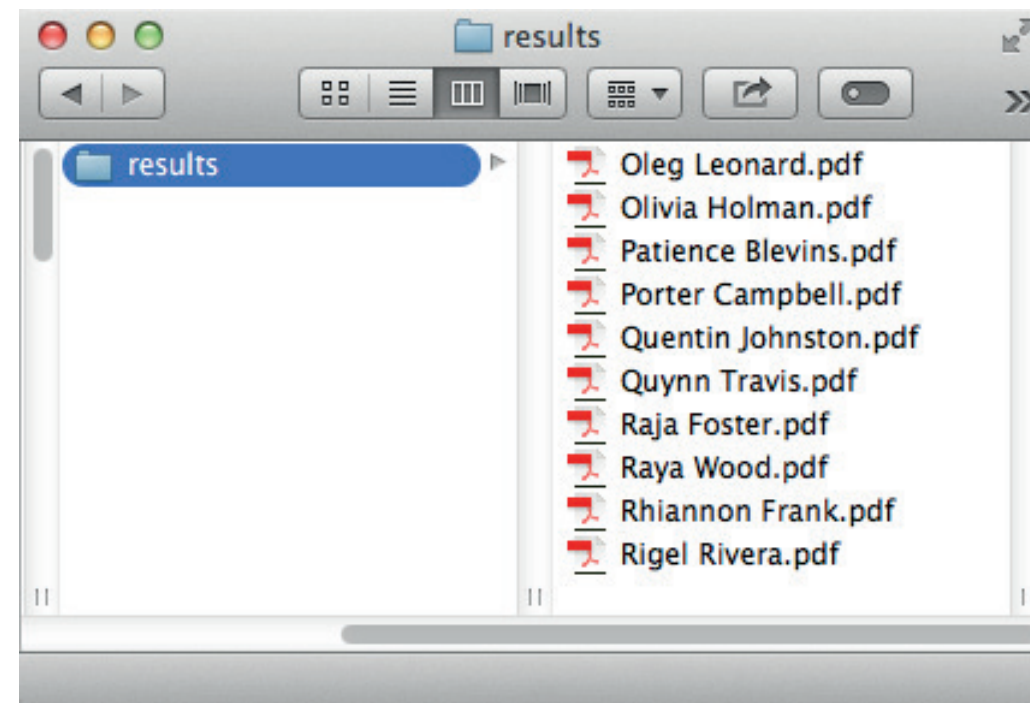 results
results
Oleg Leonard.pdf
Olivia Holman.pdf
Patience Blevins.pdf
Porter Campbell.pdf
Quentin Johnston.pdf
Quynn Travis.pdf
Raja Foster.pdf
Raya Wood.pdf
Rhiannon Frank.pdf
Rigel Rivera.pdf